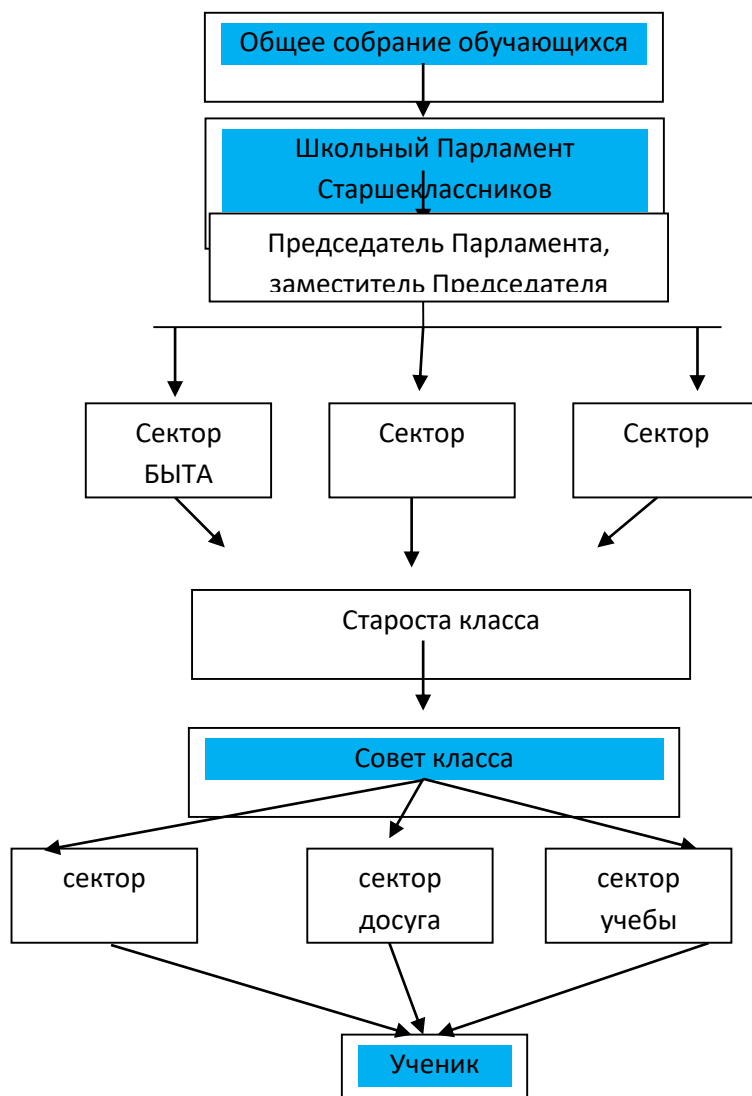 Общее собрание обучающихся
Школьный Парламент
Старшеклассников
Председатель Парламента,
заместитель Председателя
Сектор
БЫТА
Сектор
Сектор
Староста класса
Совет класса
сектор
сектор
досуга
сектор
учебы
Ученик